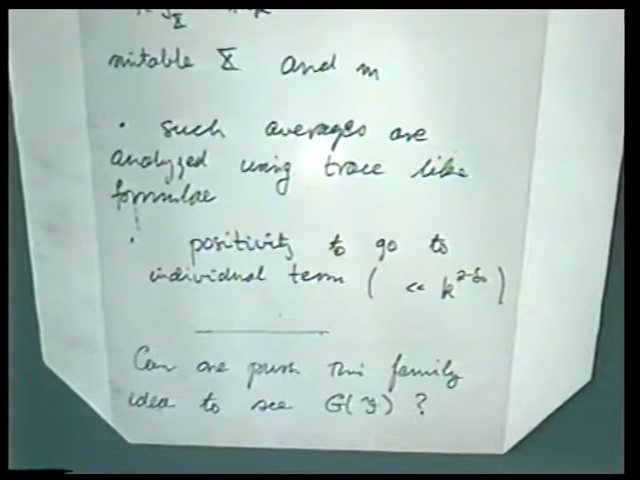 suitable X and m
· such averages are
analyzed using trace like
formulae
· positivity to go to
individual term ( << k^{2-δ₀} )
Can one push this family
idea to see G(F) ?